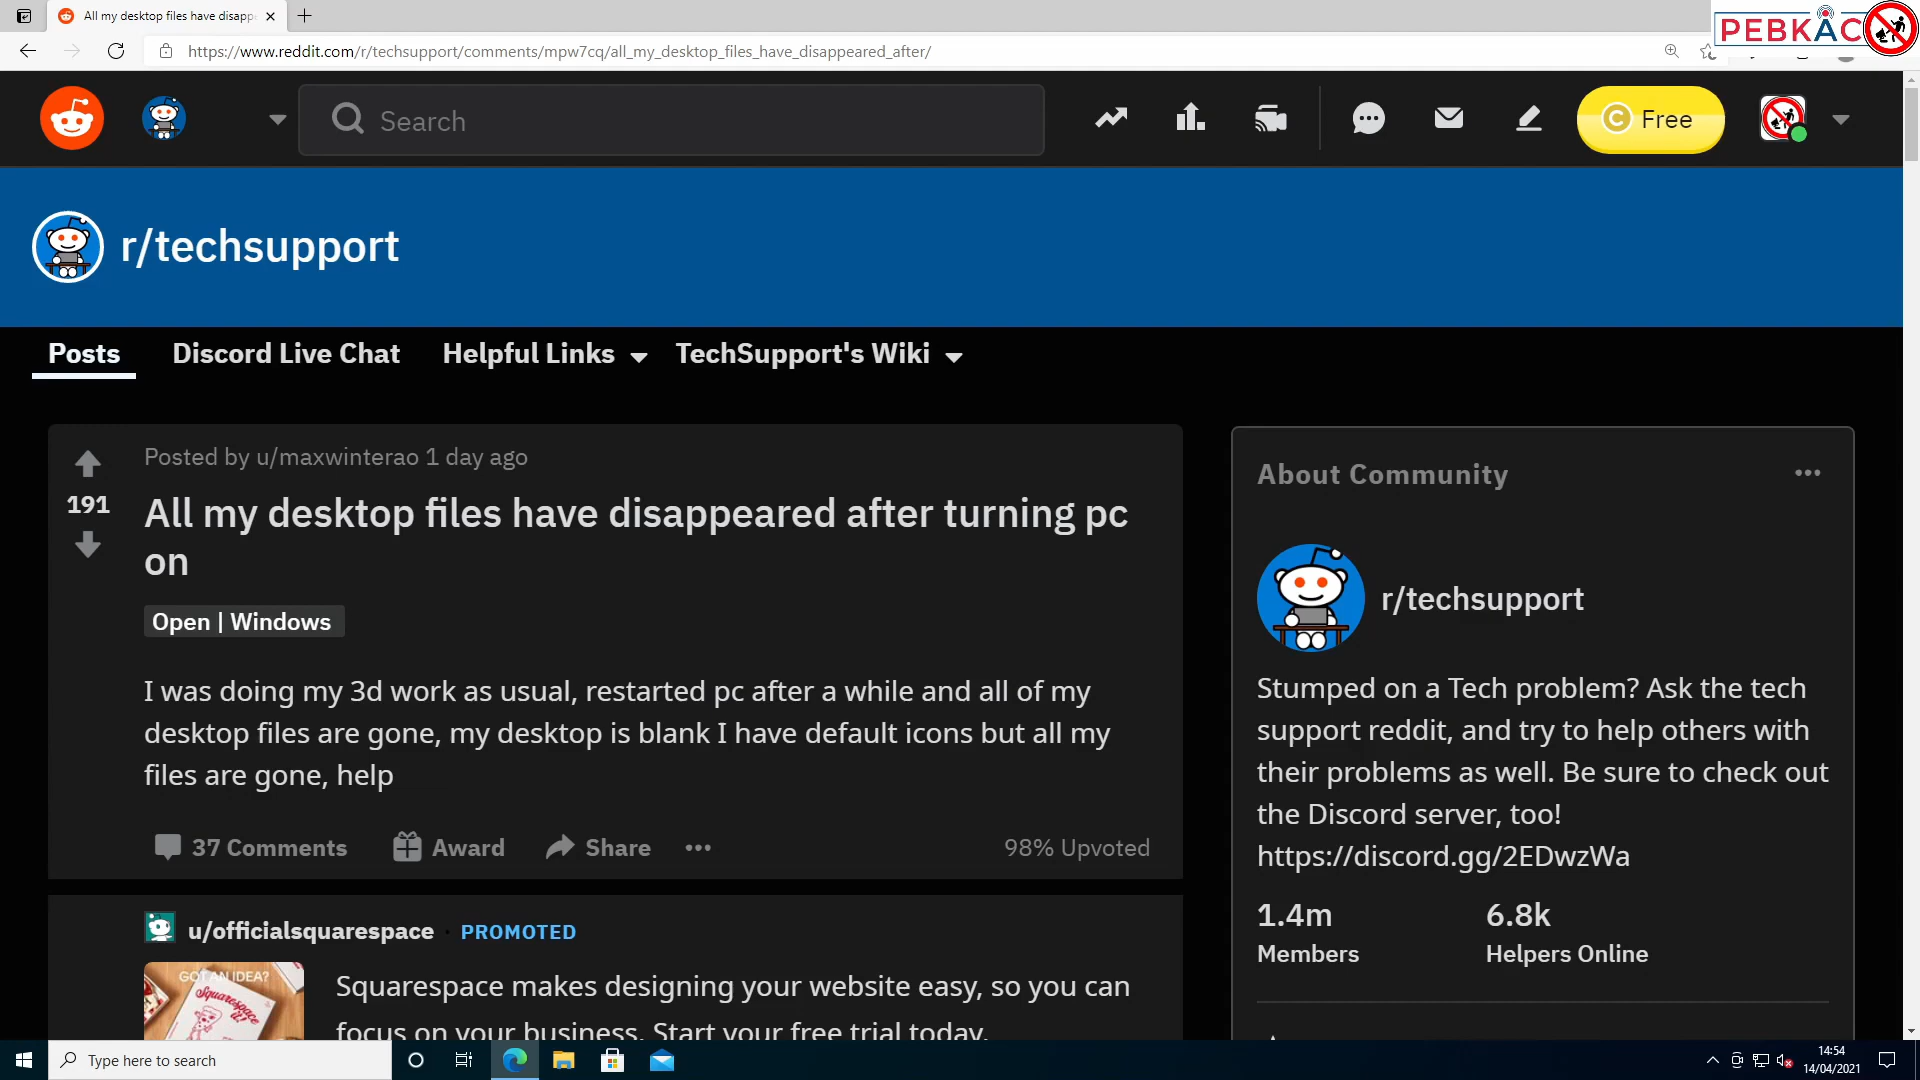 All my desktop files have disapp
https://www.reddit.com/r/techsupport/comments/mpw7cq/all_my_desktop_files_have_disappeared_after/
PEBKAC
Search
Free
r/techsupport
Posts
Discord Live Chat
Helpful Links
TechSupport's Wiki
Posted by u/maxwinterao 1 day ago
191
All my desktop files have disappeared after turning pc
on
Open | Windows
I was doing my 3d work as usual, restarted pc after a while and all of my
desktop files are gone, my desktop is blank I have default icons but all my
files are gone, help
37 Comments
Award
Share
98% Upvoted
u/officialsquarespace · PROMOTED
GOT AN IDEA?
Squarespace
Squarespace makes designing your website easy, so you can
focus on your business. Start your free trial today.
About Community
r/techsupport
Stumped on a Tech problem? Ask the tech
support reddit, and try to help others with
their problems as well. Be sure to check out
the Discord server, too!
https://discord.gg/2EDwzWa
1.4m
Members
6.8k
Helpers Online
Type here to search
14:54
14/04/2021